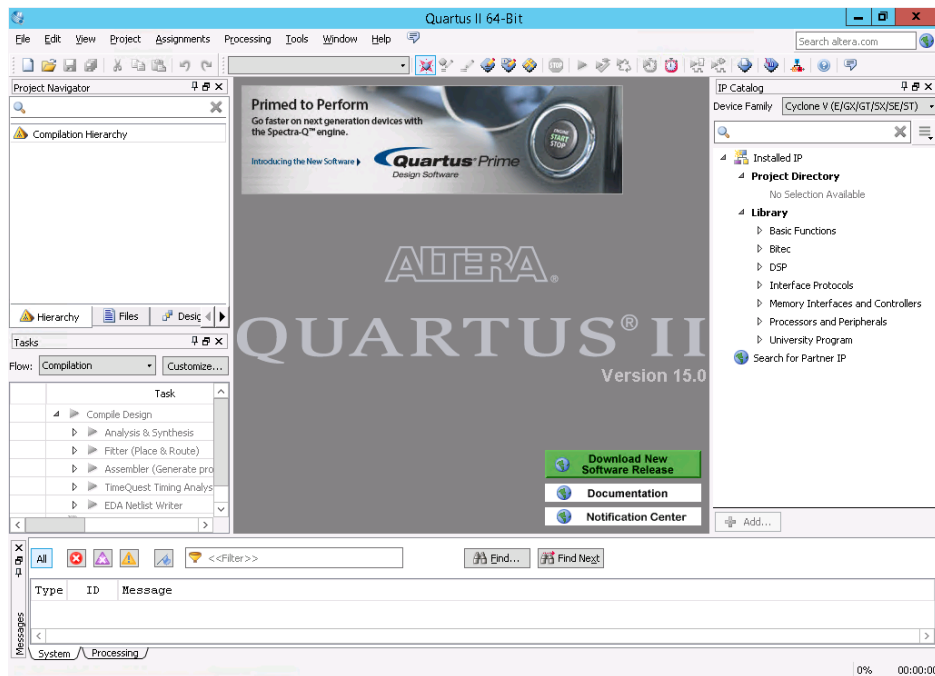 Quartus II 64-Bit
File Edit View Project Assignments Processing Tools Window Help
Search altera.com
Project Navigator
Compilation Hierarchy
Hierarchy Files Desig
Tasks
Flow: Compilation Customize...
Task
Compile Design
Analysis & Synthesis
Fitter (Place & Route)
Assembler (Generate pro
TimeQuest Timing Analys
EDA Netlist Writer
Primed to Perform
Go faster on next generation devices with
the Spectra-Q™ engine.
Introducing the New Software
Quartus Prime
Design Software
ENGINE
START
STOP
ALTERA®
QUARTUS® II
Version 15.0
Download New
Software Release
Documentation
Notification Center
IP Catalog
Device Family Cyclone V (E/GX/GT/SX/SE/ST)
Installed IP
Project Directory
No Selection Available
Library
Basic Functions
Bitec
DSP
Interface Protocols
Memory Interfaces and Controllers
Processors and Peripherals
University Program
Search for Partner IP
Add...
All <<Filter>> Find... Find Next
Type ID Message
Messages
System Processing
0% 00:00:00